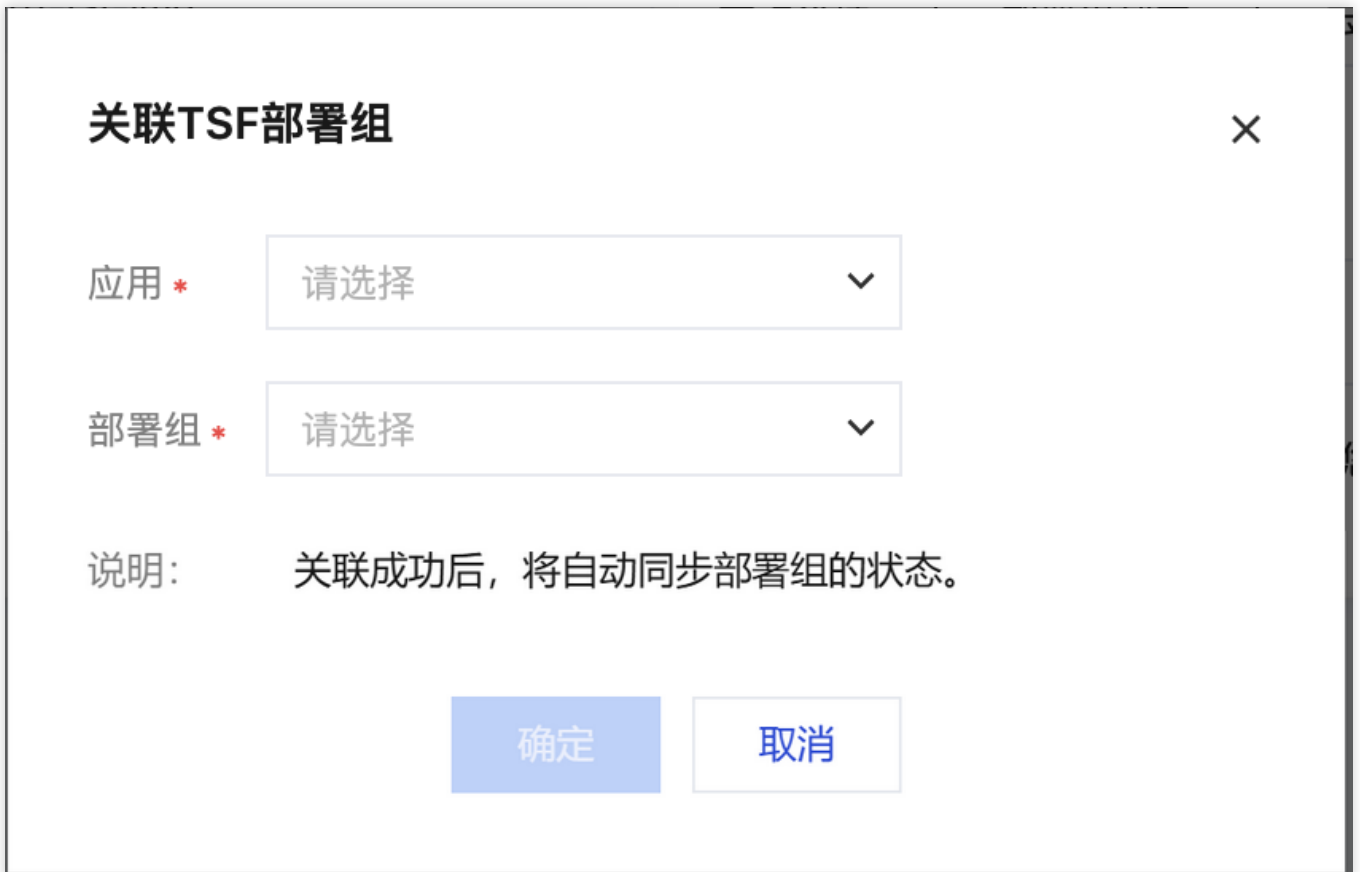 关联TSF部署组
应用 *
请选择
部署组 *
请选择
说明：
关联成功后，将自动同步部署组的状态。
确定
取消